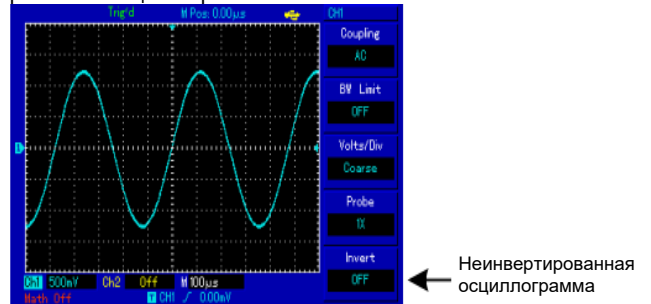 Trig'd M Pos: 0.00µs CH1
Coupling
AC
BW Limit
OFF
Volts/Div
Coarse
Probe
1X
Invert
OFF
Ch1 500mV Ch2 Off M 100µs
Math Off T CH1 0.00mV
Неинвертированная
осциллограмма